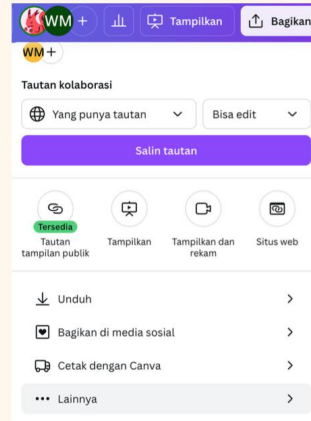 WM + Tampilkan Bagikan
WM +
Tautan kolaborasi
Yang punya tautan Bisa edit
Salin tautan
Tersedia
Tautan tampilan publik
Tampilkan
Tampilkan dan rekam
Situs web
Unduh
Bagikan di media sosial
Cetak dengan Canva
Lainnya